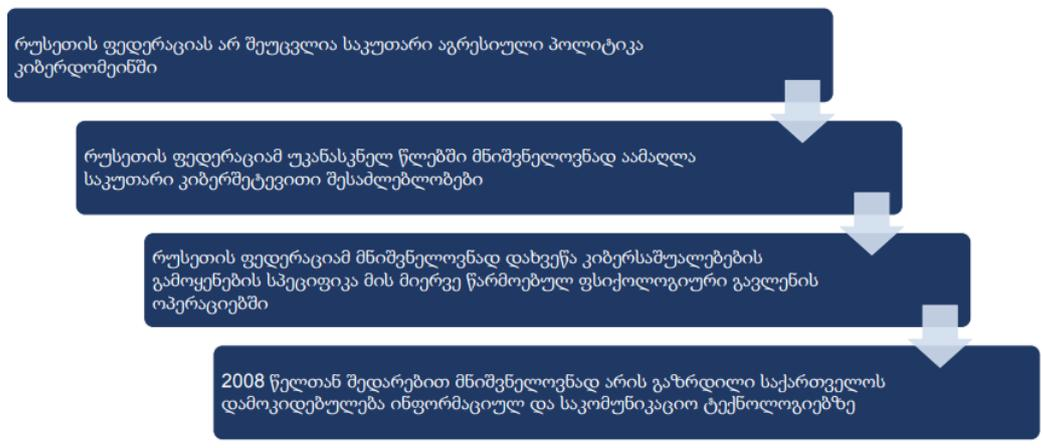 რუსეთის ფედერაციას არ შეუცვლია საკუთარი აგრესიული პოლიტიკა
კიბერდომეინში
რუსეთის ფედერაციამ უკანასკნელ წლებში მნიშვნელოვნად აამაღლა
საკუთარი კიბერშეტევითი შესაძლებლობები
რუსეთის ფედერაციამ მნიშვნელოვნად დახვეწა კიბერსაშუალებების
გამოყენების სპეციფიკა მის მიერვე წარმოებულ ფსიქოლოგიური გავლენის
ოპერაციებში
2008 წელთან შედარებით მნიშვნელოვნად არის გაზრდილი საქართველოს
დამოკიდებულება ინფორმაციულ და საკომუნიკაციო ტექნოლოგიებზე